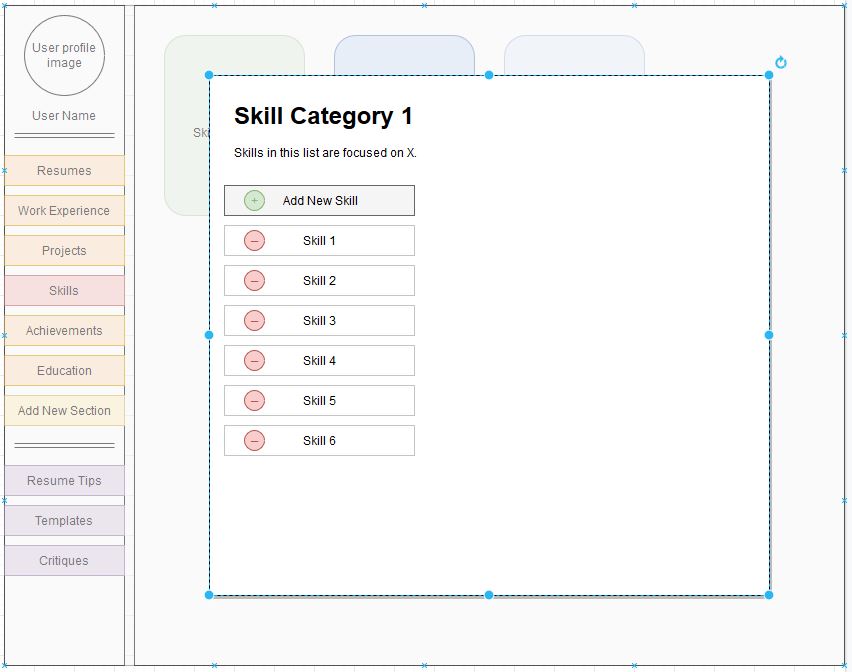 User profile
image
User Name
Resumes
Work Experience
Projects
Skills
Achievements
Education
Add New Section
Resume Tips
Templates
Critiques
Ski
Skill Category 1
Skills in this list are focused on X.
+ Add New Skill
– Skill 1
– Skill 2
– Skill 3
– Skill 4
– Skill 5
– Skill 6